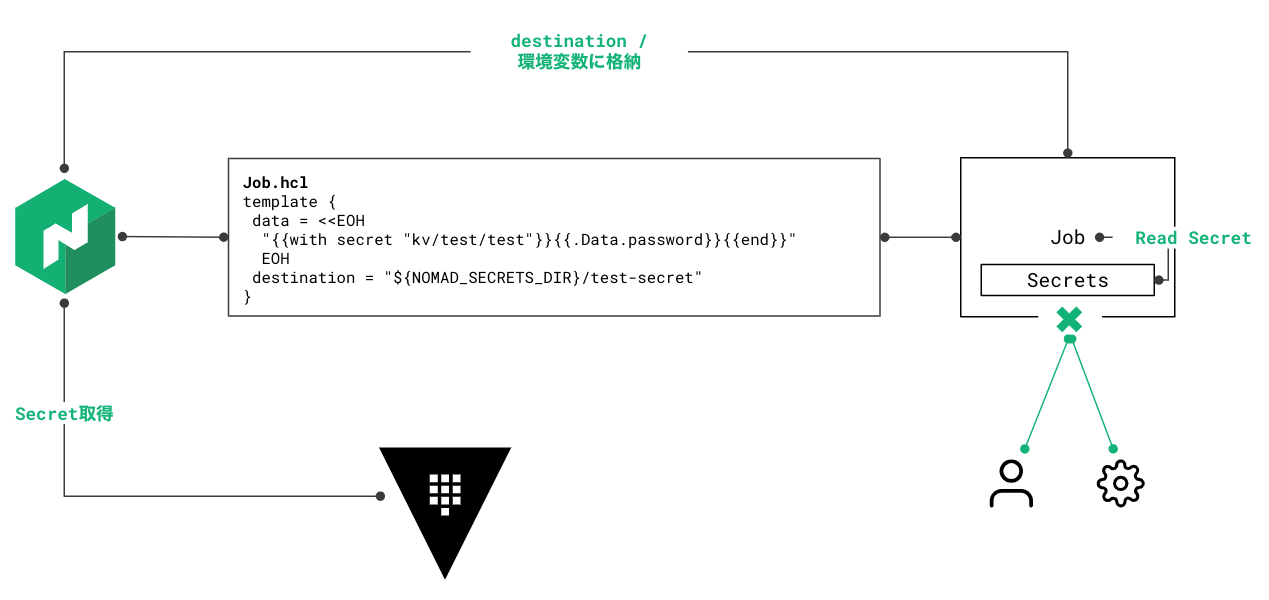 destination /
環境変数に格納
Job.hcl
template {
 data = <<EOH
  "{{with secret "kv/test/test"}}{{.Data.password}}{{end}}"
  EOH
 destination = "${NOMAD_SECRETS_DIR}/test-secret"
}
Job
Read Secret
Secrets
Secret取得